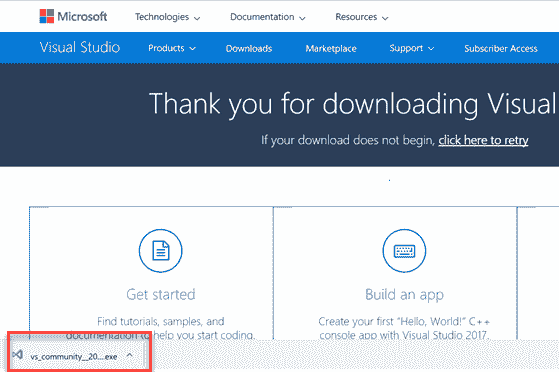 Microsoft Technologies Documentation Resources
Visual Studio Products Downloads Marketplace Support Subscriber Access
Thank you for downloading Visual
If your download does not begin, click here to retry
Get started Build an app
Find tutorials, samples, and Create your first "Hello, World!" C++
documentation to help you start coding. console app with Visual Studio 2017.
vs_community__20....exe